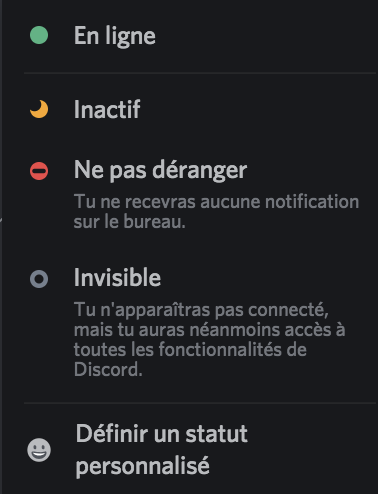 En ligne
Inactif
Ne pas déranger
Tu ne recevras aucune notification
sur le bureau.
Invisible
Tu n'apparaîtras pas connecté,
mais tu auras néanmoins accès à
toutes les fonctionnalités de
Discord.
Définir un statut
personnalisé